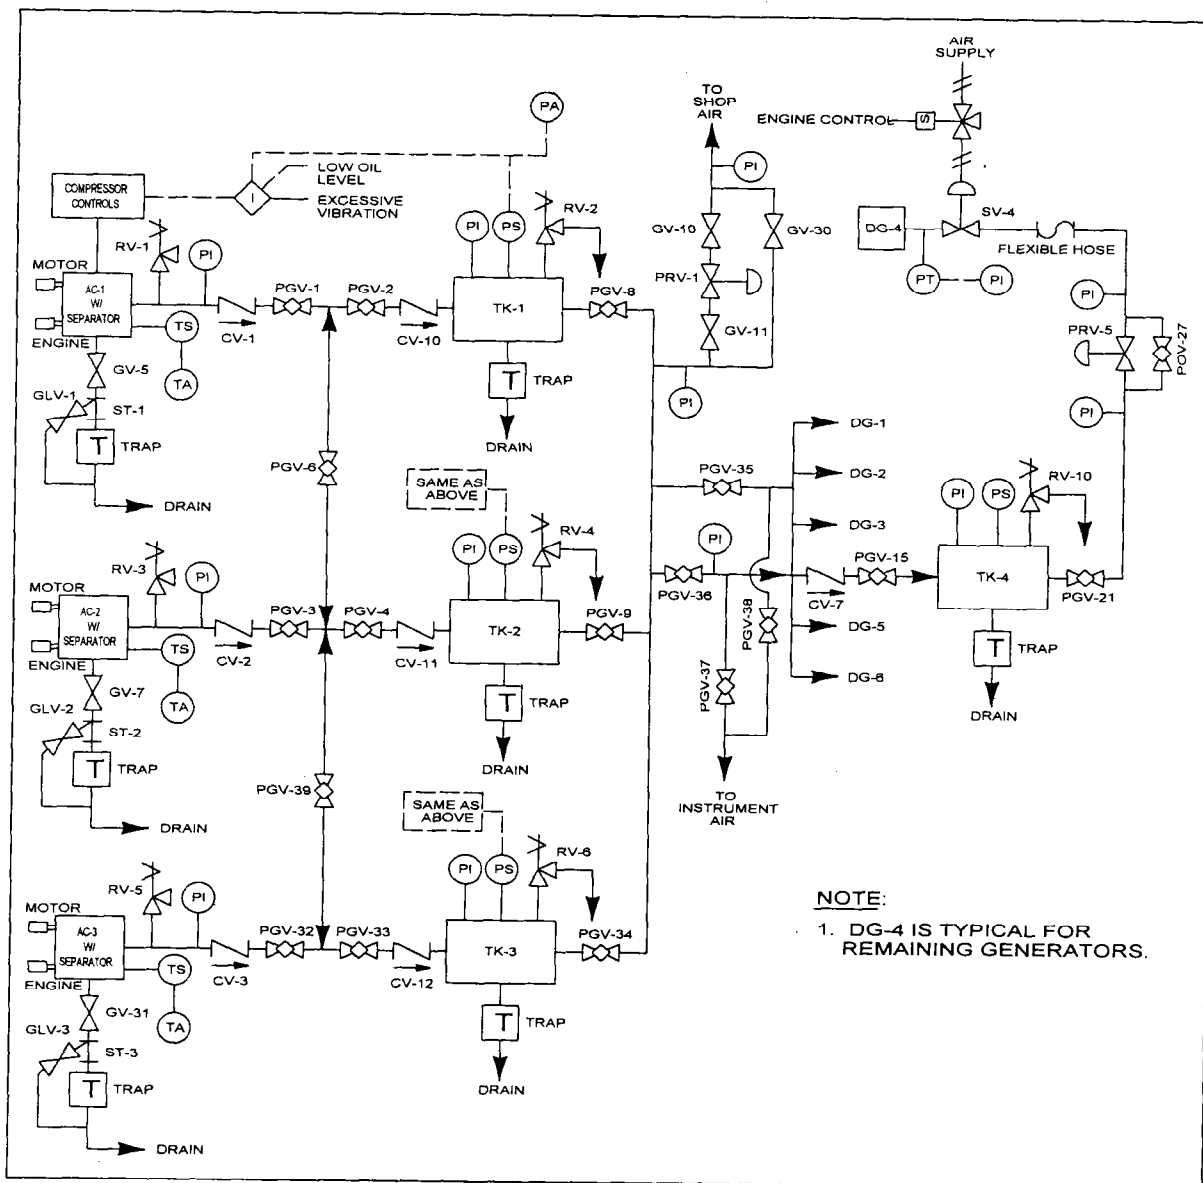 AIR
SUPPLY
TO
SHOP
AIR
ENGINE CONTROL
S
PA
LOW OIL
LEVEL
EXCESSIVE
VIBRATION
I
COMPRESSOR
CONTROLS
PI
RV-1
PI
PI
PS
RV-2
GV-10
GV-30
DG-4
SV-4
FLEXIBLE HOSE
PT
PI
MOTOR
AC-1
W/
SEPARATOR
ENGINE
PGV-1
PGV-2
TK-1
PGV-8
PRV-1
GV-11
PI
PRV-5
POV-27
CV-1
CV-10
TS
TA
GV-5
GLV-1
ST-1
T
TRAP
DRAIN
T
TRAP
DRAIN
PI
PI
PGV-6
SAME AS
ABOVE
PGV-35
DG-1
DG-2
DG-3
RV-10
PI
PS
RV-3
PI
PI
PS
RV-4
PI
PGV-15
TK-4
PGV-21
MOTOR
AC-2
W/
SEPARATOR
ENGINE
PGV-3
PGV-4
TK-2
PGV-9
PGV-36
PGV-38
CV-7
CV-2
CV-11
TS
TA
DG-5
DG-6
GV-7
GLV-2
ST-2
T
TRAP
DRAIN
T
TRAP
DRAIN
PGV-37
T
TRAP
DRAIN
PGV-39
SAME AS
ABOVE
TO
INSTRUMENT
AIR
RV-5
PI
PI
PS
RV-6
MOTOR
AC-3
W/
SEPARATOR
ENGINE
PGV-32
PGV-33
TK-3
PGV-34
CV-3
CV-12
TS
TA
GV-31
GLV-3
ST-3
T
TRAP
DRAIN
T
TRAP
DRAIN
NOTE:
1. DG-4 IS TYPICAL FOR
REMAINING GENERATORS.